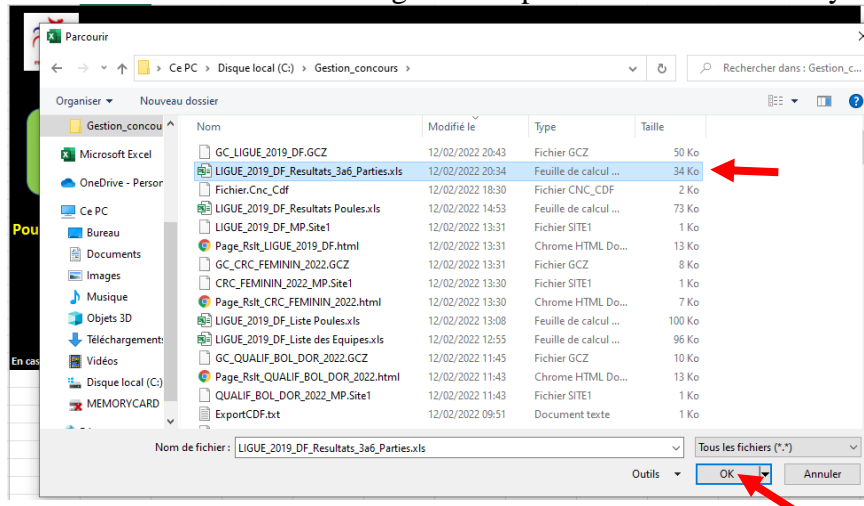 Parcourir
Ce PC > Disque local (C:) > Gestion_concours >
Rechercher dans : Gestion_c...
Organiser
Nouveau dossier
Gestion_concou
Microsoft Excel
OneDrive - Person
Ce PC
Bureau
Documents
Images
Musique
Objets 3D
Téléchargements
Vidéos
Disque local (C:)
MEMORYCARD
Pou
En cas
Nom Modifié le Type Taille
GC_LIGUE_2019_DF.GCZ 12/02/2022 20:43 Fichier GCZ 50 Ko
LIGUE_2019_DF_Resultats_3a6_Parties.xls 12/02/2022 20:34 Feuille de calcul ... 34 Ko
Fichier.Cnc_Cdf 12/02/2022 18:30 Fichier CNC_CDF 2 Ko
LIGUE_2019_DF_Resultats Poules.xls 12/02/2022 14:53 Feuille de calcul ... 73 Ko
LIGUE_2019_DF_MP.Site1 12/02/2022 13:31 Fichier SITE1 1 Ko
Page_Rslt_LIGUE_2019_DF.html 12/02/2022 13:31 Chrome HTML Do... 13 Ko
GC_CRC_FEMININ_2022.GCZ 12/02/2022 13:31 Fichier GCZ 8 Ko
CRC_FEMININ_2022_MP.Site1 12/02/2022 13:30 Fichier SITE1 1 Ko
Page_Rslt_CRC_FEMININ_2022.html 12/02/2022 13:30 Chrome HTML Do... 7 Ko
LIGUE_2019_DF_Liste Poules.xls 12/02/2022 13:08 Feuille de calcul ... 100 Ko
LIGUE_2019_DF_Liste des Equipes.xls 12/02/2022 12:55 Feuille de calcul ... 96 Ko
GC_QUALIF_BOL_DOR_2022.GCZ 12/02/2022 11:45 Fichier GCZ 10 Ko
Page_Rslt_QUALIF_BOL_DOR_2022.html 12/02/2022 11:43 Chrome HTML Do... 13 Ko
QUALIF_BOL_DOR_2022_MP.Site1 12/02/2022 11:43 Fichier SITE1 1 Ko
ExportCDF.txt 12/02/2022 09:51 Document texte 1 Ko
Nom de fichier : LIGUE_2019_DF_Resultats_3a6_Parties.xls
Tous les fichiers (*.*)
Outils
OK
Annuler